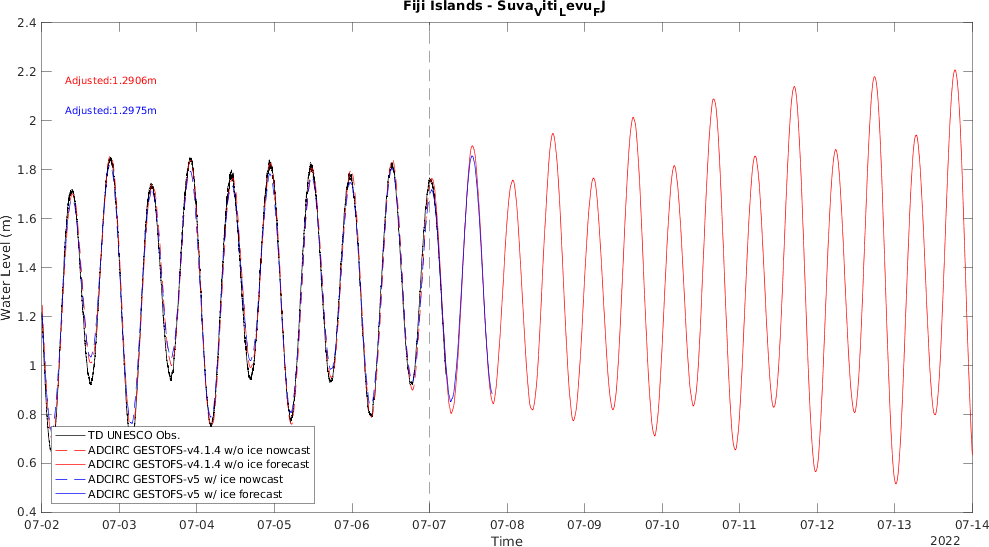 Fiji Islands - Suva_Viti_Levu_FJ
2.4
2.2
2
1.8
1.6
1.4
1.2
1
0.8
0.6
0.4
Water Level (m)
Adjusted:1.2906m
Adjusted:1.2975m
TD UNESCO Obs.
ADCIRC GESTOFS-v4.1.4 w/o ice nowcast
ADCIRC GESTOFS-v4.1.4 w/o ice forecast
ADCIRC GESTOFS-v5 w/ ice nowcast
ADCIRC GESTOFS-v5 w/ ice forecast
07-02 07-03 07-04 07-05 07-06 07-07 07-08 07-09 07-10 07-11 07-12 07-13 07-14
Time
2022